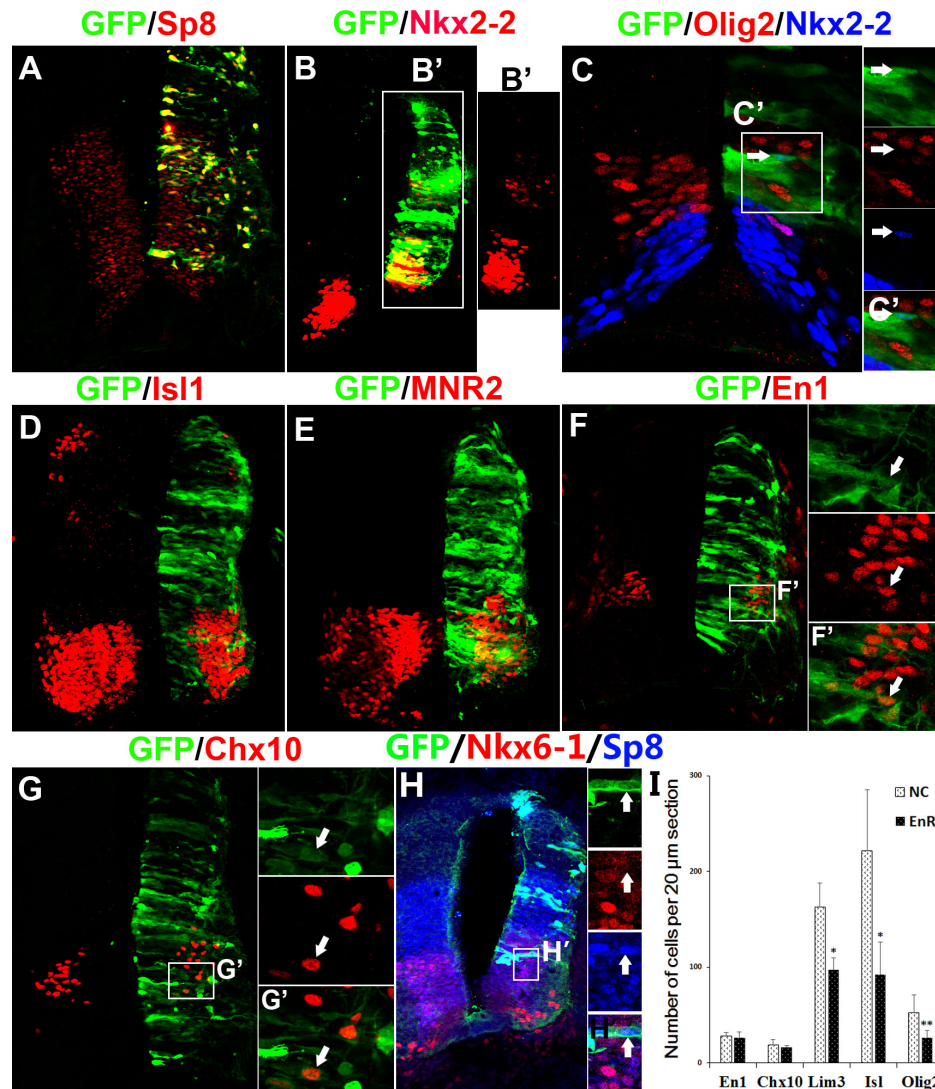 GFP/Sp8
GFP/Nkx2-2
GFP/Olig2/Nkx2-2
A
B
B'
B'
C
C'
C'
GFP/Isl1
GFP/MNR2
GFP/En1
D
E
F
F'
F'
GFP/Chx10
GFP/Nkx6-1/Sp8
G
G'
G'
H
H'
H
I
Number of cells per 20 μm section
300
200
100
0
NC
EnR
*
*
**
En1 Chx10 Lim3 Isl Olig2